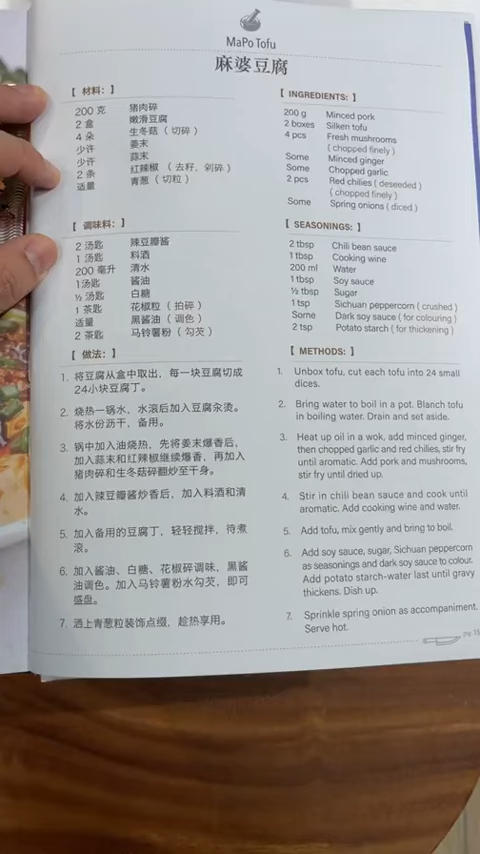 MaPo Tofu
麻婆豆腐
【 材料：】
200 克 猪肉碎
2 盒 嫩滑豆腐
4 朵 生冬菇（ 切碎 ）
少许 姜末
少许 蒜末
2 条 红辣椒（ 去籽，剁碎 ）
适量 青葱（ 切粒 ）
【 调味料：】
2 汤匙 辣豆瓣酱
1 汤匙 料酒
200 毫升 清水
1汤匙 酱油
½ 汤匙 白糖
1 茶匙 花椒粒（ 拍碎 ）
适量 黑酱油（ 调色 ）
2 茶匙 马铃薯粉（ 勾芡 ）
【 做法：】
1. 将豆腐从盒中取出，每一块豆腐切成
24小块豆腐丁。
2. 烧热一锅水，水滚后加入豆腐汆烫。
将水份沥干，备用。
3. 锅中加入油烧热，先将姜末爆香后，
加入蒜末和红辣椒继续爆香，再加入
猪肉碎和生冬菇碎翻炒至干身。
4. 加入辣豆瓣酱炒香后，加入料酒和清
水。
5. 加入备用的豆腐丁，轻轻搅拌，待煮
滚。
6. 加入酱油、白糖、花椒碎调味，黑酱
油调色。加入马铃薯粉水勾芡，即可
盛盘。
7. 洒上青葱粒装饰点缀，趁热享用。
【 INGREDIENTS: 】
200 g Minced pork
2 boxes Silken tofu
4 pcs Fresh mushrooms
( chopped finely )
Some Minced ginger
Some Chopped garlic
2 pcs Red chilies ( deseeded )
( chopped finely )
Some Spring onions ( diced )
【 SEASONINGS: 】
2 tbsp Chili bean sauce
1 tbsp Cooking wine
200 ml Water
1 tbsp Soy sauce
½ tbsp Sugar
1 tsp Sichuan peppercorn ( crushed )
Some Dark soy sauce ( for colouring )
2 tsp Potato starch ( for thickening )
【 METHODS: 】
1. Unbox tofu, cut each tofu into 24 small
dices.
2. Bring water to boil in a pot. Blanch tofu
in boiling water. Drain and set aside.
3. Heat up oil in a wok, add minced ginger,
then chopped garlic and red chilies, stir fry
until aromatic. Add pork and mushrooms,
stir fry until dried up.
4. Stir in chili bean sauce and cook until
aromatic. Add cooking wine and water.
5. Add tofu, mix gently and bring to boil.
6. Add soy sauce, sugar, Sichuan peppercorn
as seasonings and dark soy sauce to colour.
Add potato starch-water last until gravy
thickens. Dish up.
7. Sprinkle spring onion as accompaniment.
Serve hot.